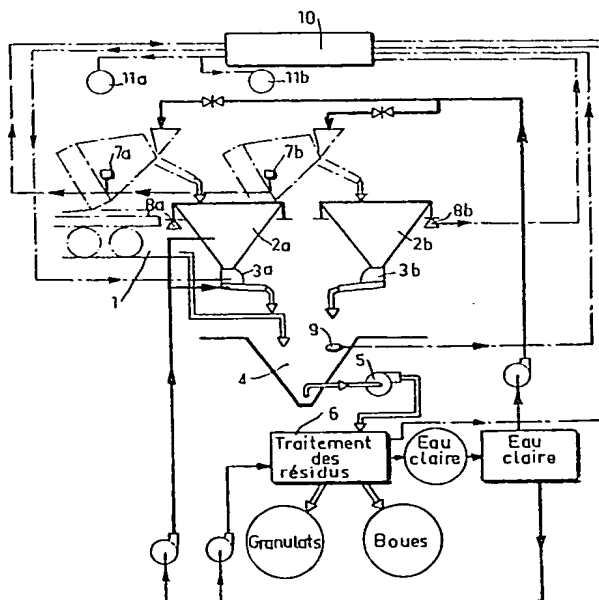 10
11a
11b
7a
7b
8a
8b
2a
2b
3a
3b
1
9
4
5
6
Traitement
des
résidus
Eau
claire
Eau
claire
Granulats
Boues